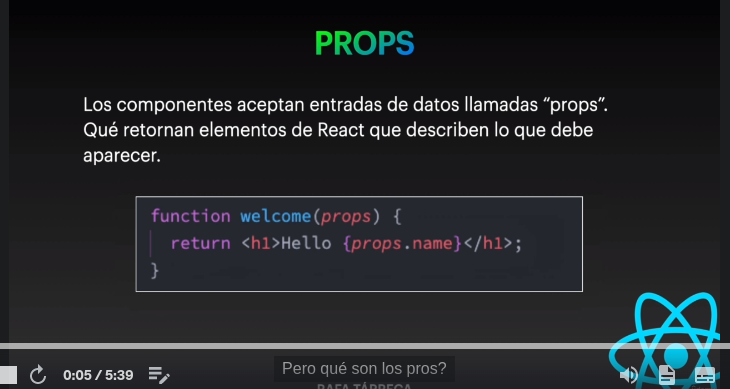 PROPS
Los componentes aceptan entradas de datos llamadas “props”.
Qué retornan elementos de React que describen lo que debe
aparecer.
function welcome(props) {
return <h1>Hello {props.name}</h1>;
}
0:05 / 5:39
Pero qué son los pros?
RAFA TÁRREGA